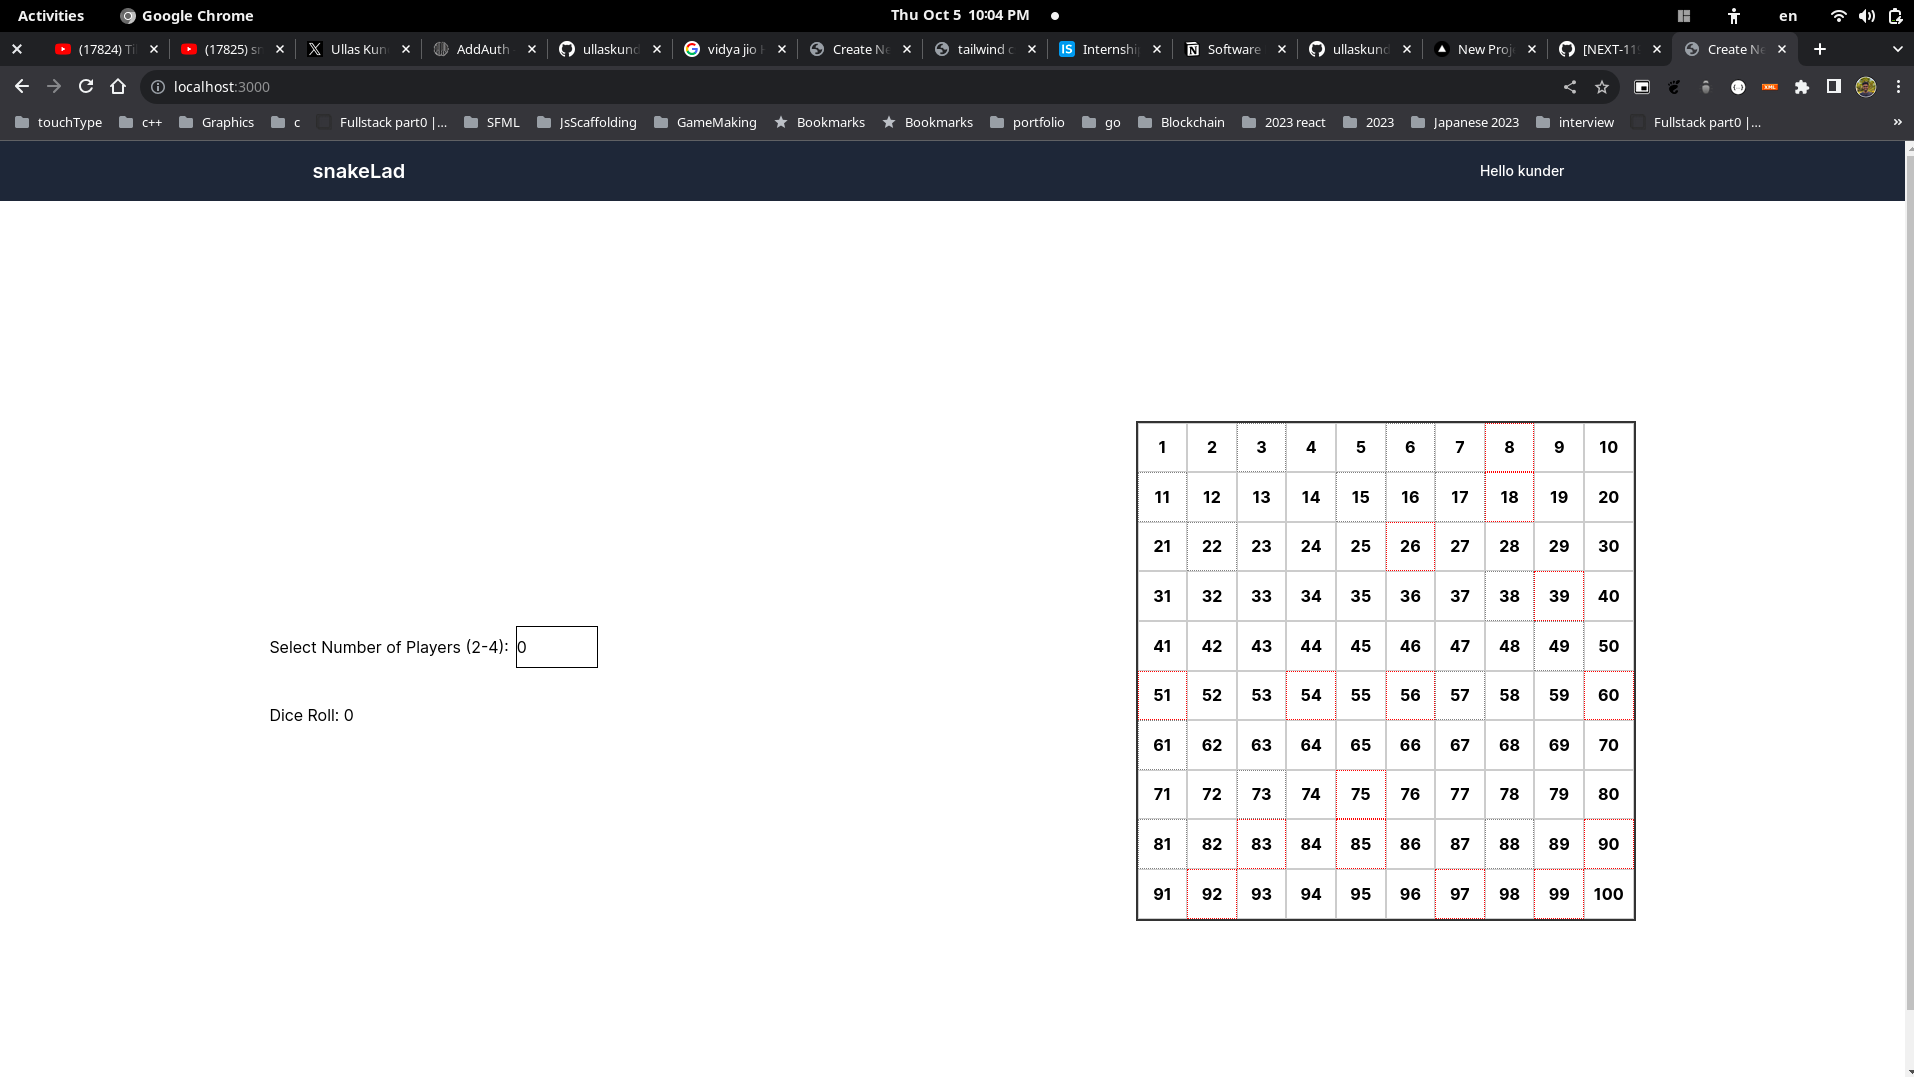 Activities Google Chrome Thu Oct 5 10:04 PM en
(17824) Ti (17825) sr Ullas Kun AddAuth ullaskund vidya jio Create Ne tailwind c Internshi Software ullaskund New Proj [NEXT-11 Create Ne
localhost:3000
touchType c++ Graphics c Fullstack part0 |... SFML JsScaffolding GameMaking Bookmarks Bookmarks portfolio go Blockchain 2023 react 2023 Japanese 2023 interview Fullstack part0 |... »
snakeLad Hello kunder
Select Number of Players (2-4): 0
Dice Roll: 0
1 2 3 4 5 6 7 8 9 10
11 12 13 14 15 16 17 18 19 20
21 22 23 24 25 26 27 28 29 30
31 32 33 34 35 36 37 38 39 40
41 42 43 44 45 46 47 48 49 50
51 52 53 54 55 56 57 58 59 60
61 62 63 64 65 66 67 68 69 70
71 72 73 74 75 76 77 78 79 80
81 82 83 84 85 86 87 88 89 90
91 92 93 94 95 96 97 98 99 100